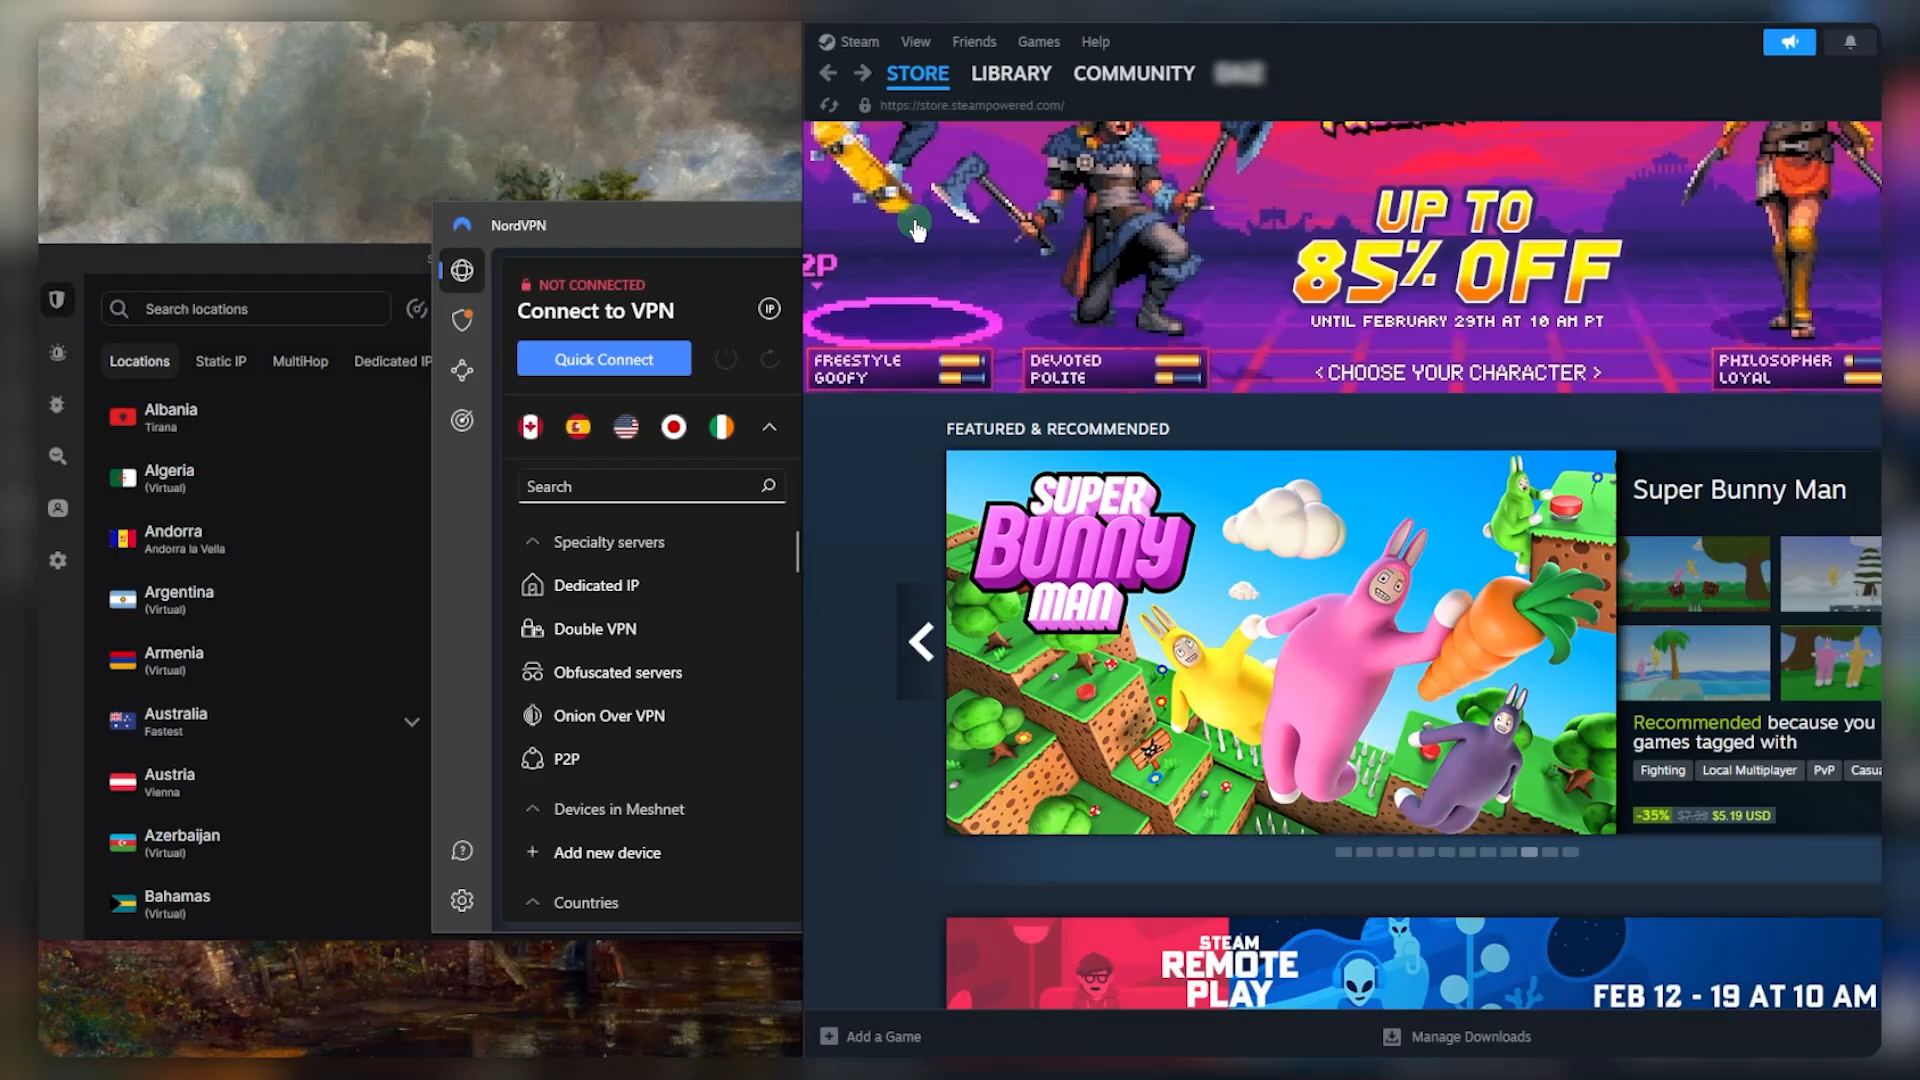 Search locations
Locations
Static IP
MultiHop
Dedicated IP
Albania
Tirana
Algeria
(Virtual)
Andorra
Andorra la Vella
Argentina
(Virtual)
Armenia
(Virtual)
Australia
Fastest
Austria
Vienna
Azerbaijan
(Virtual)
Bahamas
(Virtual)
NordVPN
NOT CONNECTED
Connect to VPN
IP
Quick Connect
Search
Specialty servers
Dedicated IP
Double VPN
Obfuscated servers
Onion Over VPN
P2P
Devices in Meshnet
Add new device
Countries
Steam View Friends Games Help
STORE LIBRARY COMMUNITY
https://store.steampowered.com/
2P
UP TO
85% OFF
UNTIL FEBRUARY 29TH AT 10 AM PT
<CHOOSE YOUR CHARACTER>
FREESTYLE
GOOFY
DEVOTED
POLITE
PHILOSOPHER
LOYAL
FEATURED & RECOMMENDED
SUPER
BUNNY
MAN
Super Bunny Man
Recommended because you
games tagged with
Fighting Local Multiplayer PvP Casua
-35% $7.99 $5.19 USD
STEAM
REMOTE
PLAY
FEB 12 - 19 AT 10 AM
Add a Game
Manage Downloads